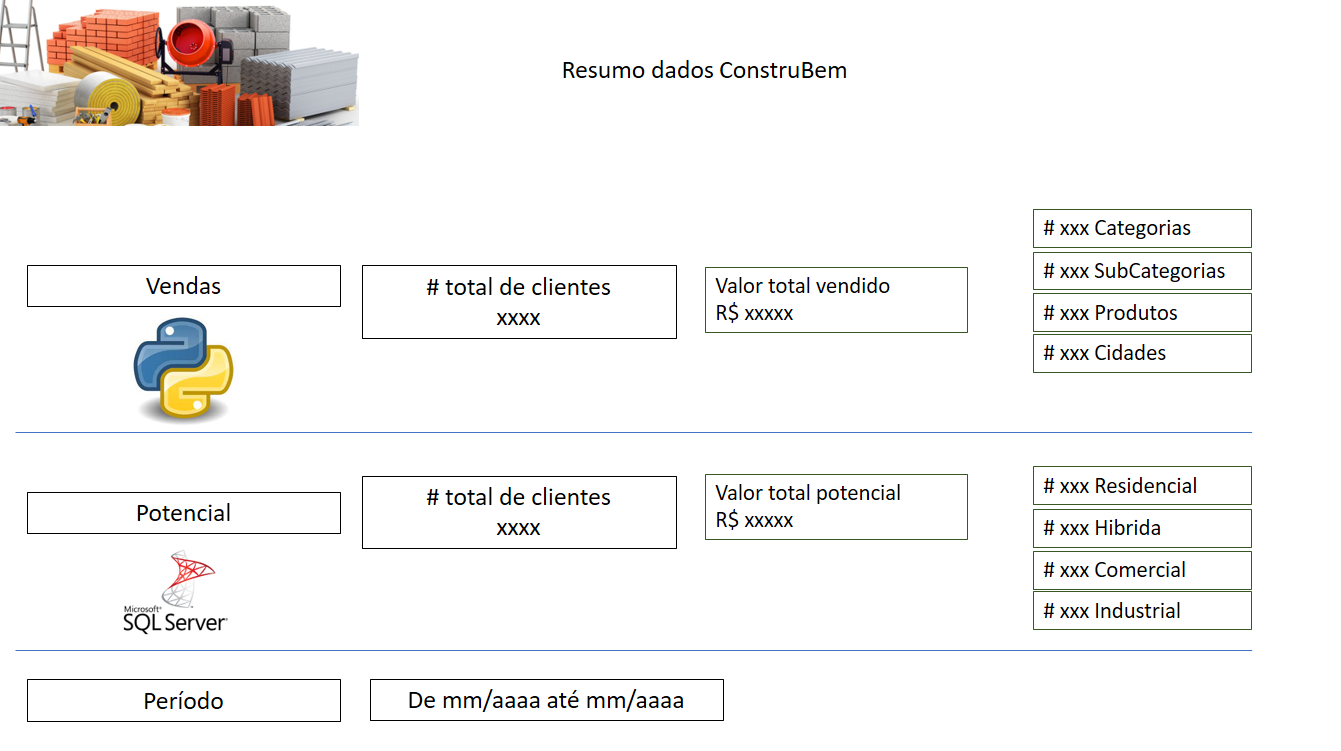 Resumo dados ConstruBem
Vendas
# total de clientes
xxxx
Valor total vendido
R$ xxxxx
# xxx Categorias
# xxx SubCategorias
# xxx Produtos
# xxx Cidades
Potencial
Microsoft®
SQL Server®
# total de clientes
xxxx
Valor total potencial
R$ xxxxx
# xxx Residencial
# xxx Hibrida
# xxx Comercial
# xxx Industrial
Período
De mm/aaaa até mm/aaaa